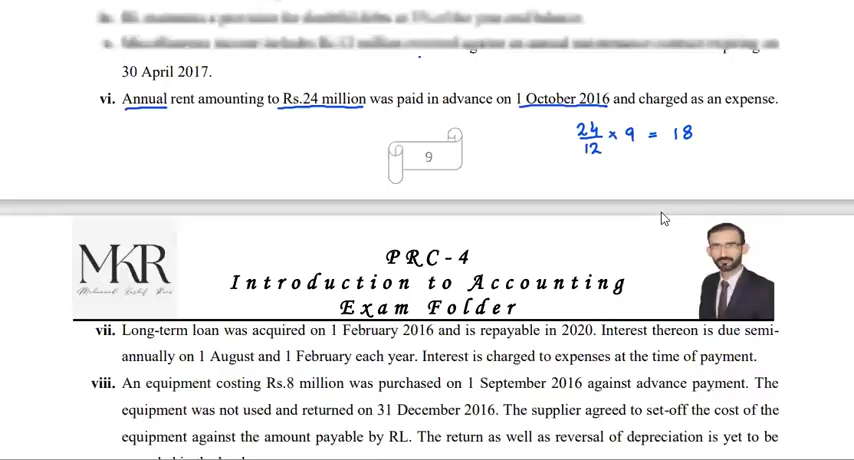 30 April 2017.
vi. Annual rent amounting to Rs.24 million was paid in advance on 1 October 2016 and charged as an expense.
24/12 × 9 = 18
9
MKR
PRC-4
Introduction to Accounting
Exam Folder
vii. Long-term loan was acquired on 1 February 2016 and is repayable in 2020. Interest thereon is due semi-
annually on 1 August and 1 February each year. Interest is charged to expenses at the time of payment.
viii. An equipment costing Rs.8 million was purchased on 1 September 2016 against advance payment. The
equipment was not used and returned on 31 December 2016. The supplier agreed to set-off the cost of the
equipment against the amount payable by RL. The return as well as reversal of depreciation is yet to be